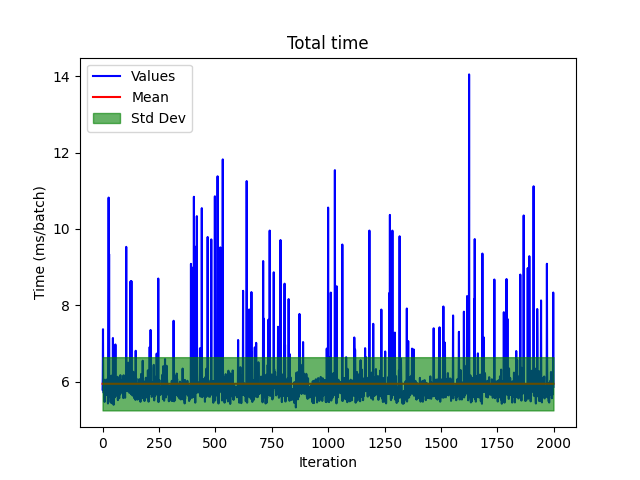 Total time
Values
Mean
Std Dev
Time (ms/batch)
14
12
10
8
6
0 250 500 750 1000 1250 1500 1750 2000
Iteration